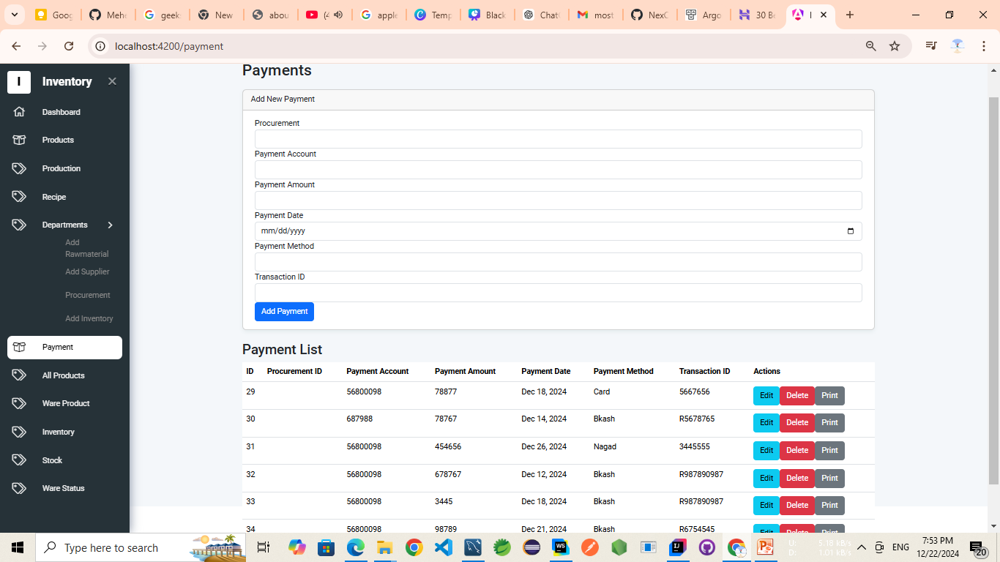 Goog
Mehe
geek
New
abou
(4
apple
Temp
Black
Chat
most
NexC
Argo
30 Be
I
localhost:4200/payment
I Inventory
Dashboard
Products
Production
Recipe
Departments
Add
Rawmaterial
Add Supplier
Procurement
Add Inventory
Payment
All Products
Ware Product
Inventory
Stock
Ware Status
Payments
Add New Payment
Procurement
Payment Account
Payment Amount
Payment Date
mm/dd/yyyy
Payment Method
Transaction ID
Add Payment
Payment List
ID Procurement ID Payment Account Payment Amount Payment Date Payment Method Transaction ID Actions
29 56800098 78877 Dec 18, 2024 Card 5667656 Edit Delete Print
30 687988 78767 Dec 14, 2024 Bkash R5678765 Edit Delete Print
31 56800098 454656 Dec 26, 2024 Nagad 3445555 Edit Delete Print
32 56800098 678767 Dec 12, 2024 Bkash R987890987 Edit Delete Print
33 56800098 3445 Dec 18, 2024 Bkash R987890987 Edit Delete Print
34 56800098 98789 Dec 21, 2024 Bkash R6754545 Edit Delete Print
Type here to search
WS
U: 5.18 kB/s
D: 1.01 kB/s
ENG
7:53 PM
12/22/2024
20